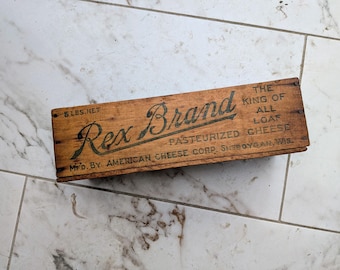 5 LBS. NET
Rex Brand
PASTEURIZED
THE
KING OF
ALL
LOAF
CHEESE
MFD. BY AMERICAN CHEESE CORP. SHEBOYGAN, WIS.